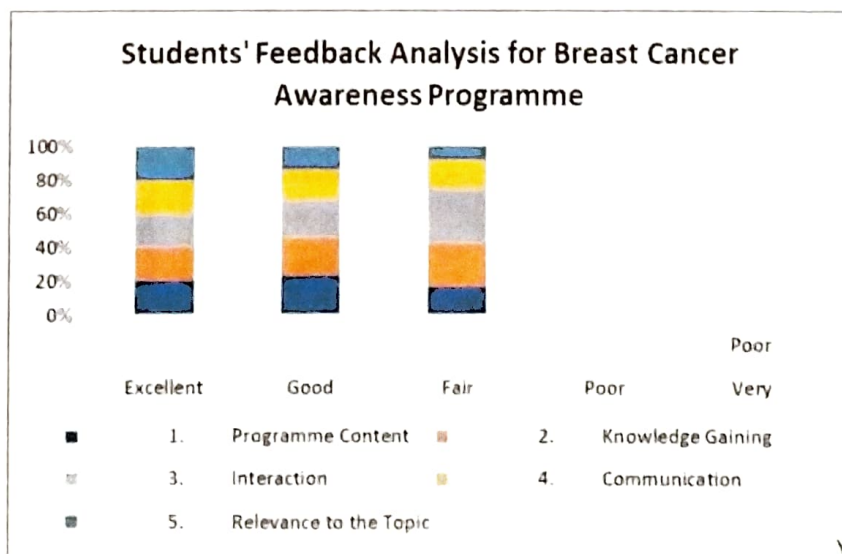 Students' Feedback Analysis for Breast Cancer
Awareness Programme
100%
80%
60%
40%
20%
0%
Poor
Excellent Good Fair Poor Very
1. Programme Content 2. Knowledge Gaining
3. Interaction 4. Communication
5. Relevance to the Topic